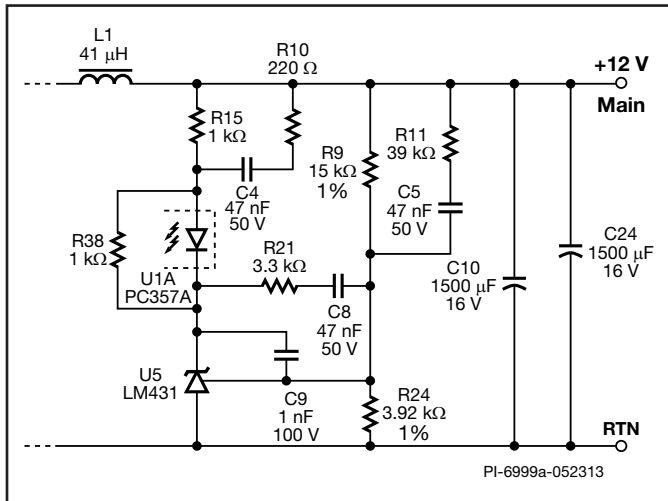 L1
41 μH
R10
220 Ω
+12 V
Main
R15
1 kΩ
R9
15 kΩ
1%
R11
39 kΩ
C4
47 nF
50 V
C5
47 nF
50 V
R38
1 kΩ
U1A
PC357A
R21
3.3 kΩ
C8
47 nF
50 V
C10
1500 μF
16 V
C24
1500 μF
16 V
U5
LM431
C9
1 nF
100 V
R24
3.92 kΩ
1%
RTN
PI-6999a-052313